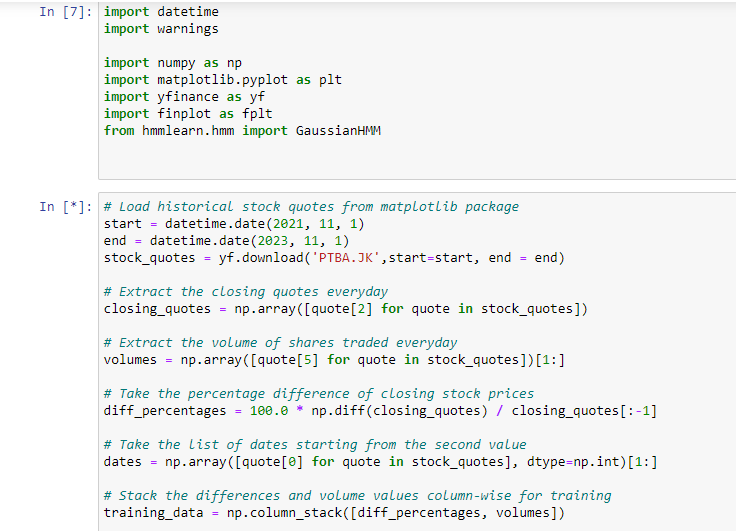 In [7]: import datetime
import warnings
import numpy as np
import matplotlib.pyplot as plt
import yfinance as yf
import finplot as fplt
from hmmlearn.hmm import GaussianHMM
In [*]: # Load historical stock quotes from matplotlib package
start = datetime.date(2021, 11, 1)
end = datetime.date(2023, 11, 1)
stock_quotes = yf.download('PTBA.JK',start=start, end = end)
# Extract the closing quotes everyday
closing_quotes = np.array([quote[2] for quote in stock_quotes])
# Extract the volume of shares traded everyday
volumes = np.array([quote[5] for quote in stock_quotes])[1:]
# Take the percentage difference of closing stock prices
diff_percentages = 100.0 * np.diff(closing_quotes) / closing_quotes[:-1]
# Take the list of dates starting from the second value
dates = np.array([quote[0] for quote in stock_quotes], dtype=np.int)[1:]
# Stack the differences and volume values column-wise for training
training_data = np.column_stack([diff_percentages, volumes])